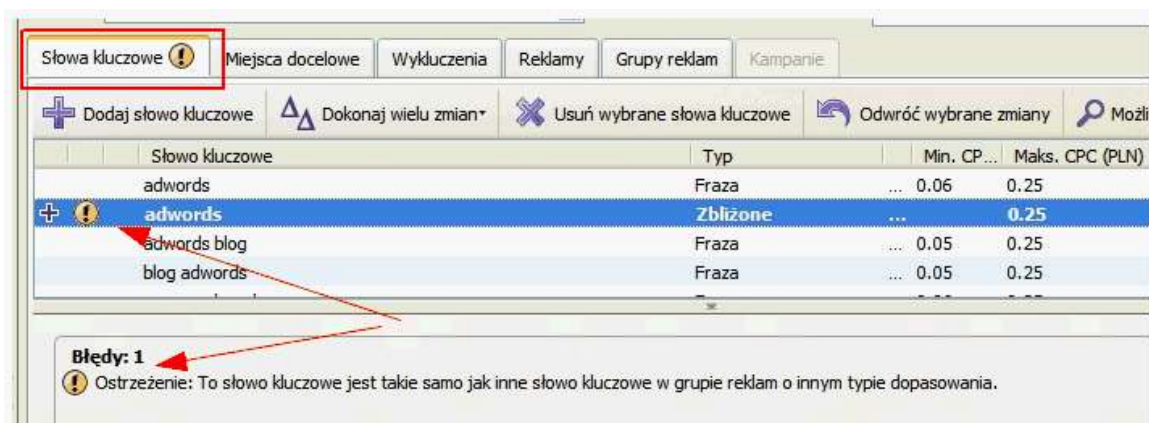 Słowa kluczowe Miejsca docelowe Wykluczenia Reklamy Grupy reklam Kampanie
Dodaj słowo kluczowe Dokonaj wielu zmian Usuń wybrane słowa kluczowe Odwróć wybrane zmiany
Słowo kluczowe Typ Min. CP... Maks. CPC (PLN)
adwords Fraza ... 0.06 0.25
adwords Zbliżone ... 0.25
adwords blog Fraza ... 0.05 0.25
blog adwords Fraza ... 0.05 0.25
Błędy: 1
Ostrzeżenie: To słowo kluczowe jest takie samo jak inne słowo kluczowe w grupie reklam o innym typie dopasowania.